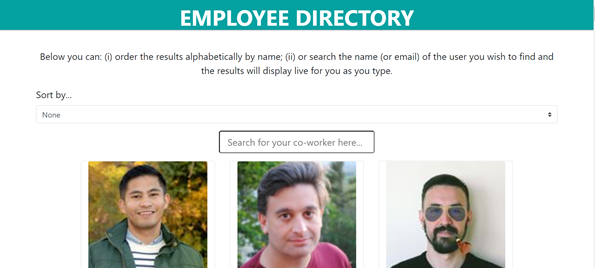 EMPLOYEE DIRECTORY
Below you can: (i) order the results alphabetically by name; (ii) or search the name (or email) of the user you wish to find and
the results will display live for you as you type.
Sort by...
None
Search for your co-worker here...